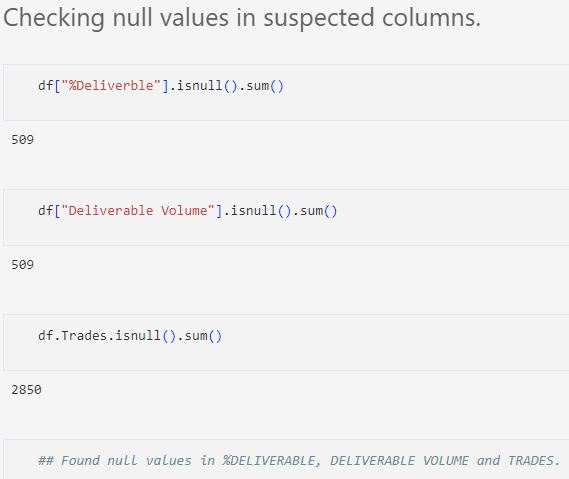 Checking null values in suspected columns.
df["%Deliverble"].isnull().sum()
509
df["Deliverable Volume"].isnull().sum()
509
df.Trades.isnull().sum()
2850
## Found null values in %DELIVERABLE, DELIVERABLE VOLUME and TRADES.